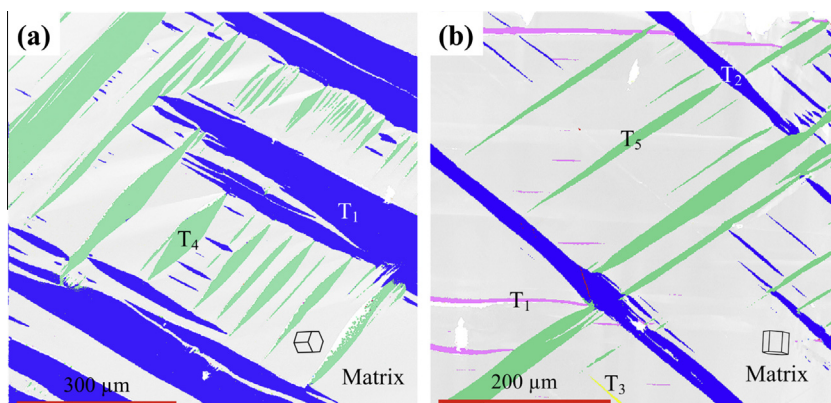 (a)
T₁
T₄
Matrix
300 µm
(b)
T₂
T₅
T₁
T₃
Matrix
200 µm